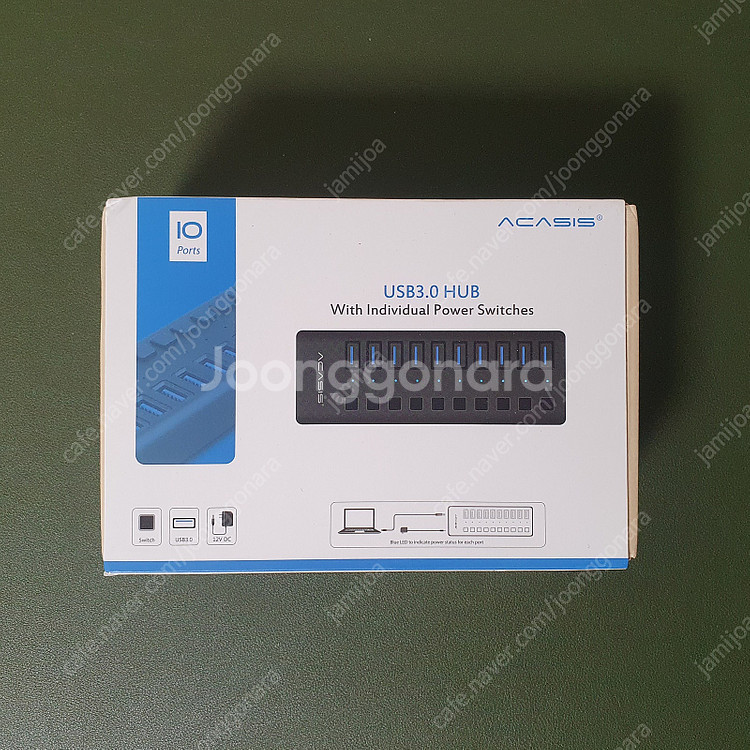 10
Ports
ACASIS®
USB3.0 HUB
With Individual Power Switches
ACASIS
Joonggonara
Switch
USB3.0
12V DC
Blue LED to indicate power status for each port
cafe.naver.com/joonggonara
jamijoa